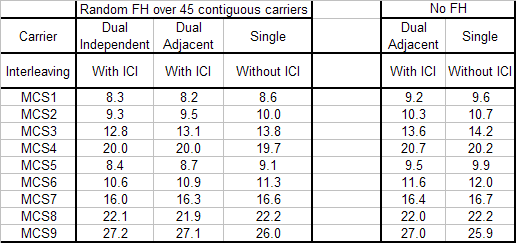 Random FH over 45 contiguous carriers No FH
Carrier Dual Independent Dual Adjacent Single Dual Adjacent Single
Interleaving With ICI With ICI Without ICI With ICI Without ICI
MCS1 8.3 8.2 8.6 9.2 9.6
MCS2 9.3 9.5 10.0 10.3 10.7
MCS3 12.8 13.1 13.8 13.6 14.2
MCS4 20.0 20.0 19.7 20.7 20.2
MCS5 8.4 8.7 9.1 9.5 9.9
MCS6 10.6 10.9 11.3 11.6 12.0
MCS7 16.0 16.3 16.6 16.4 16.7
MCS8 22.1 21.9 22.2 22.0 22.2
MCS9 27.2 27.1 26.0 27.0 25.9